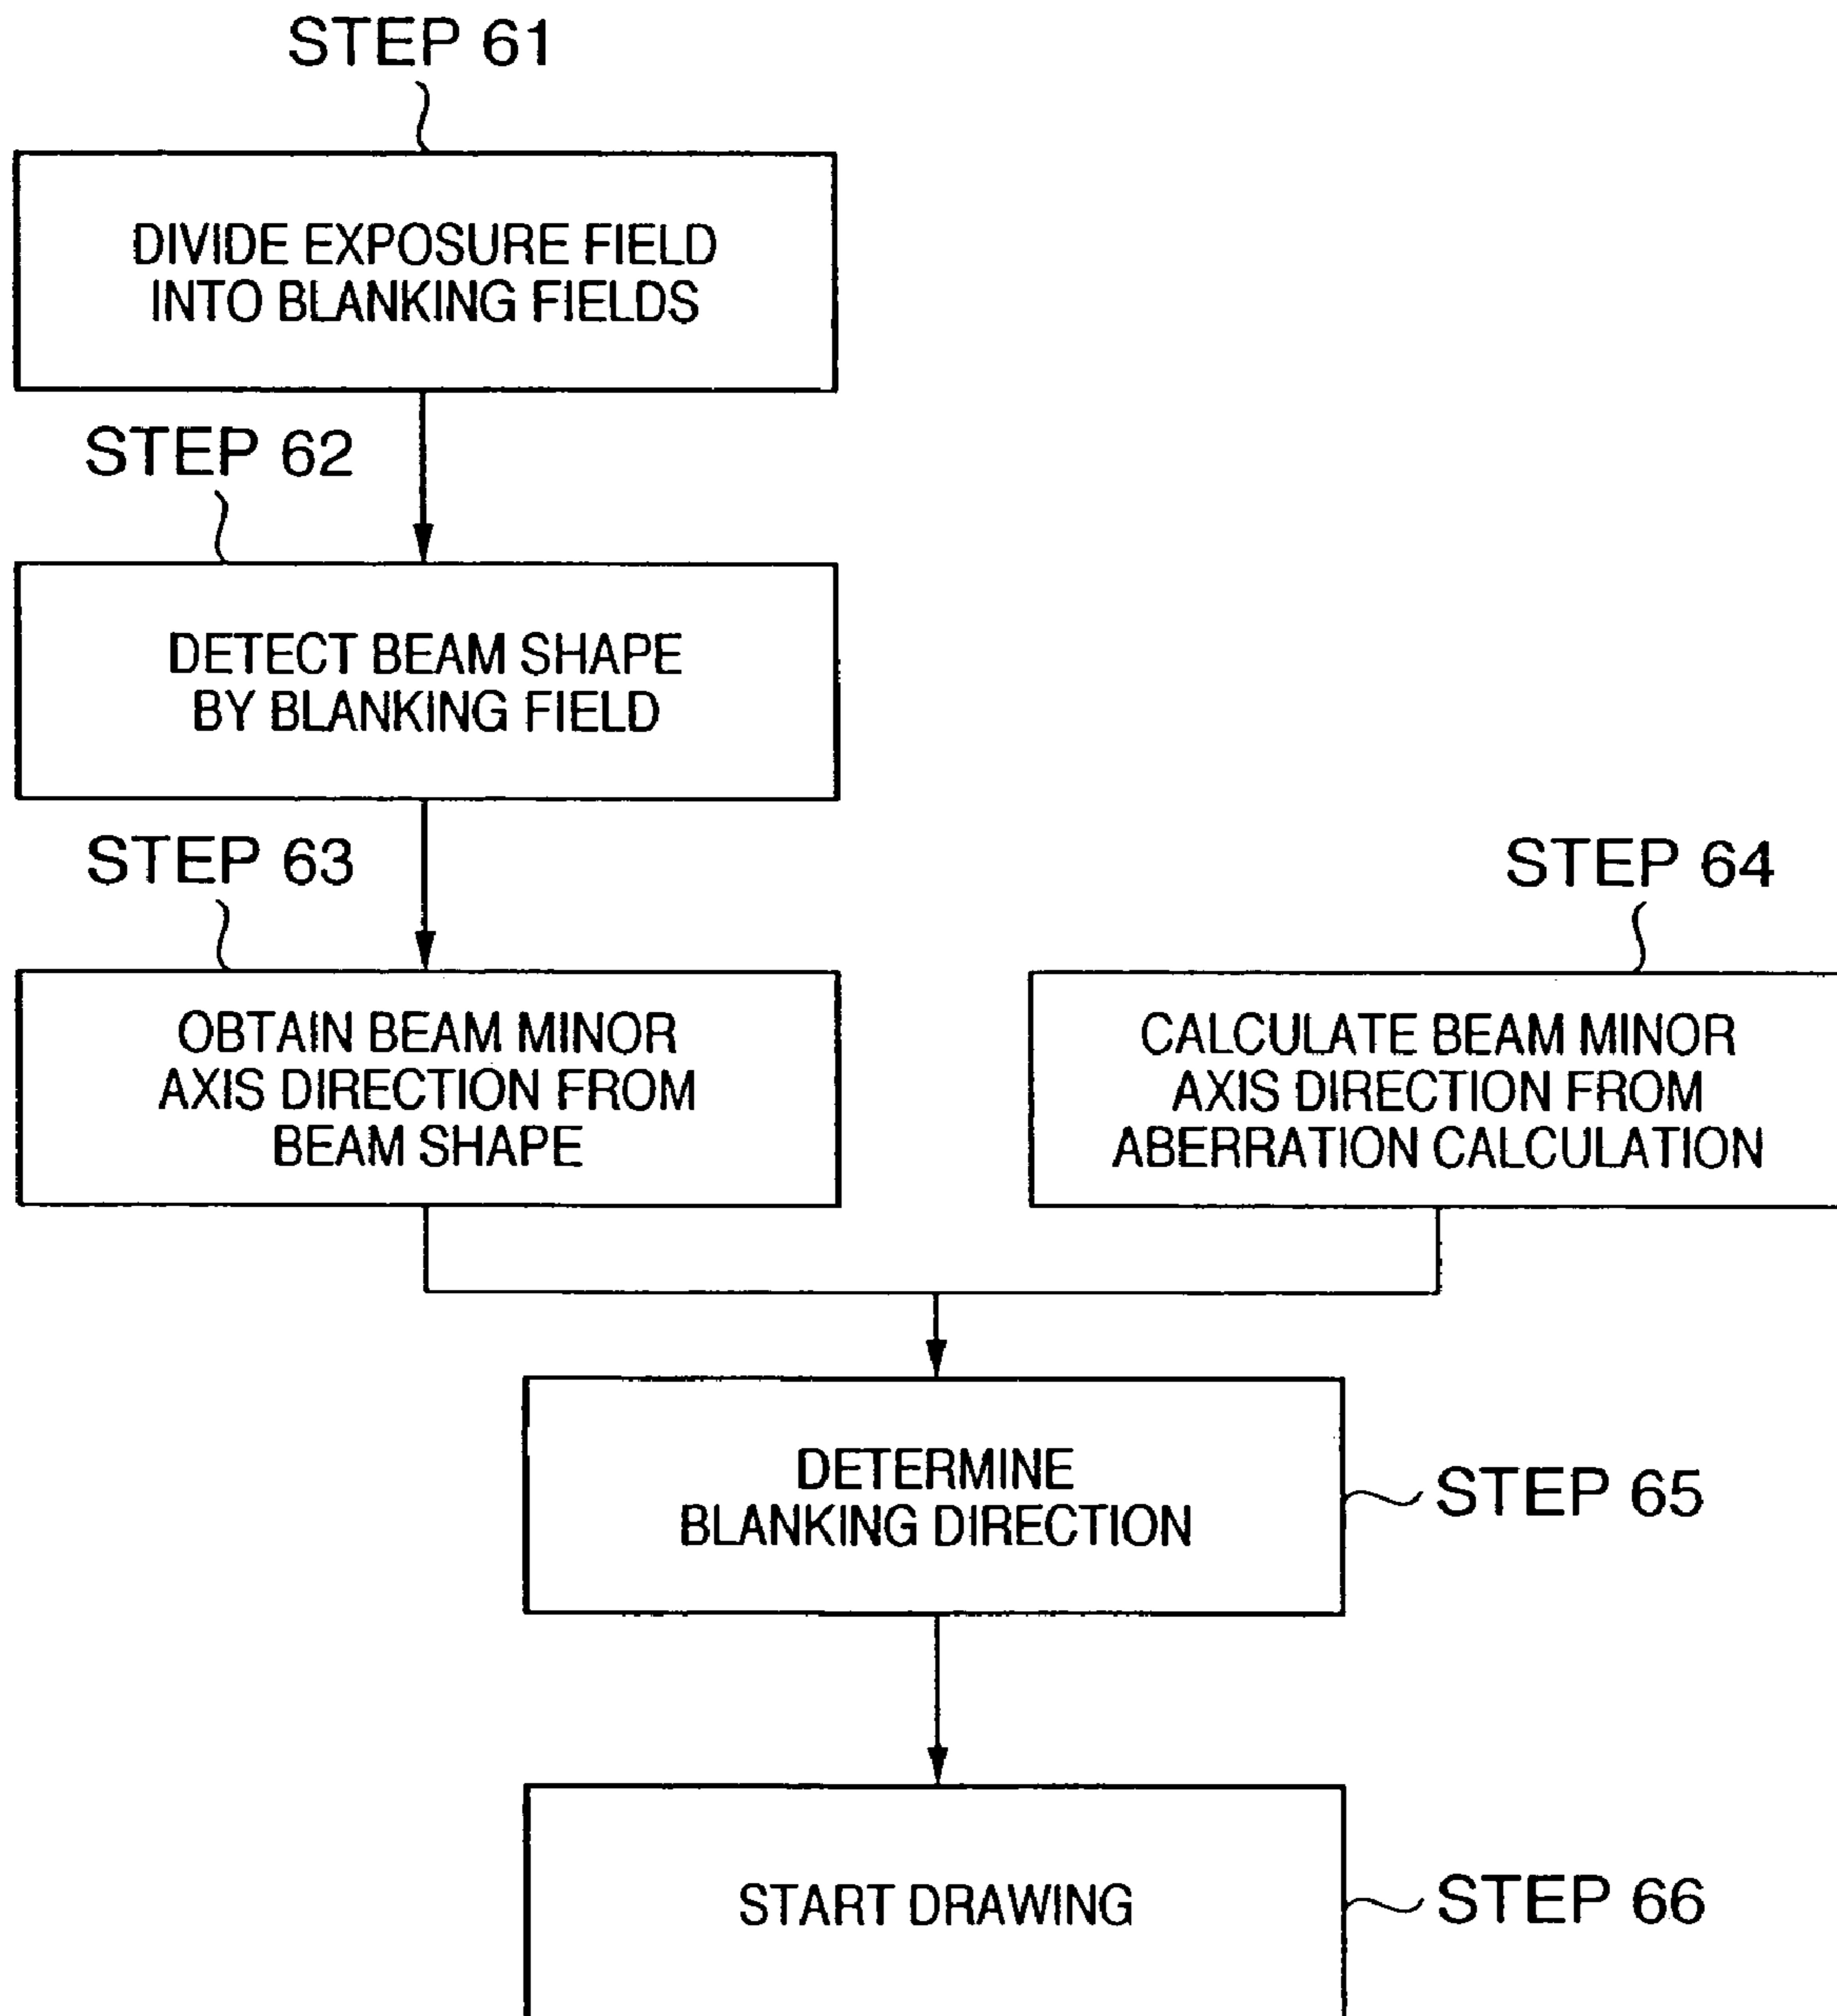 STEP 61
DIVIDE EXPOSURE FIELD
INTO BLANKING FIELDS
STEP 62
DETECT BEAM SHAPE
BY BLANKING FIELD
STEP 63
OBTAIN BEAM MINOR
AXIS DIRECTION FROM
BEAM SHAPE
STEP 64
CALCULATE BEAM MINOR
AXIS DIRECTION FROM
ABERRATION CALCULATION
DETERMINE
BLANKING DIRECTION
STEP 65
START DRAWING
STEP 66